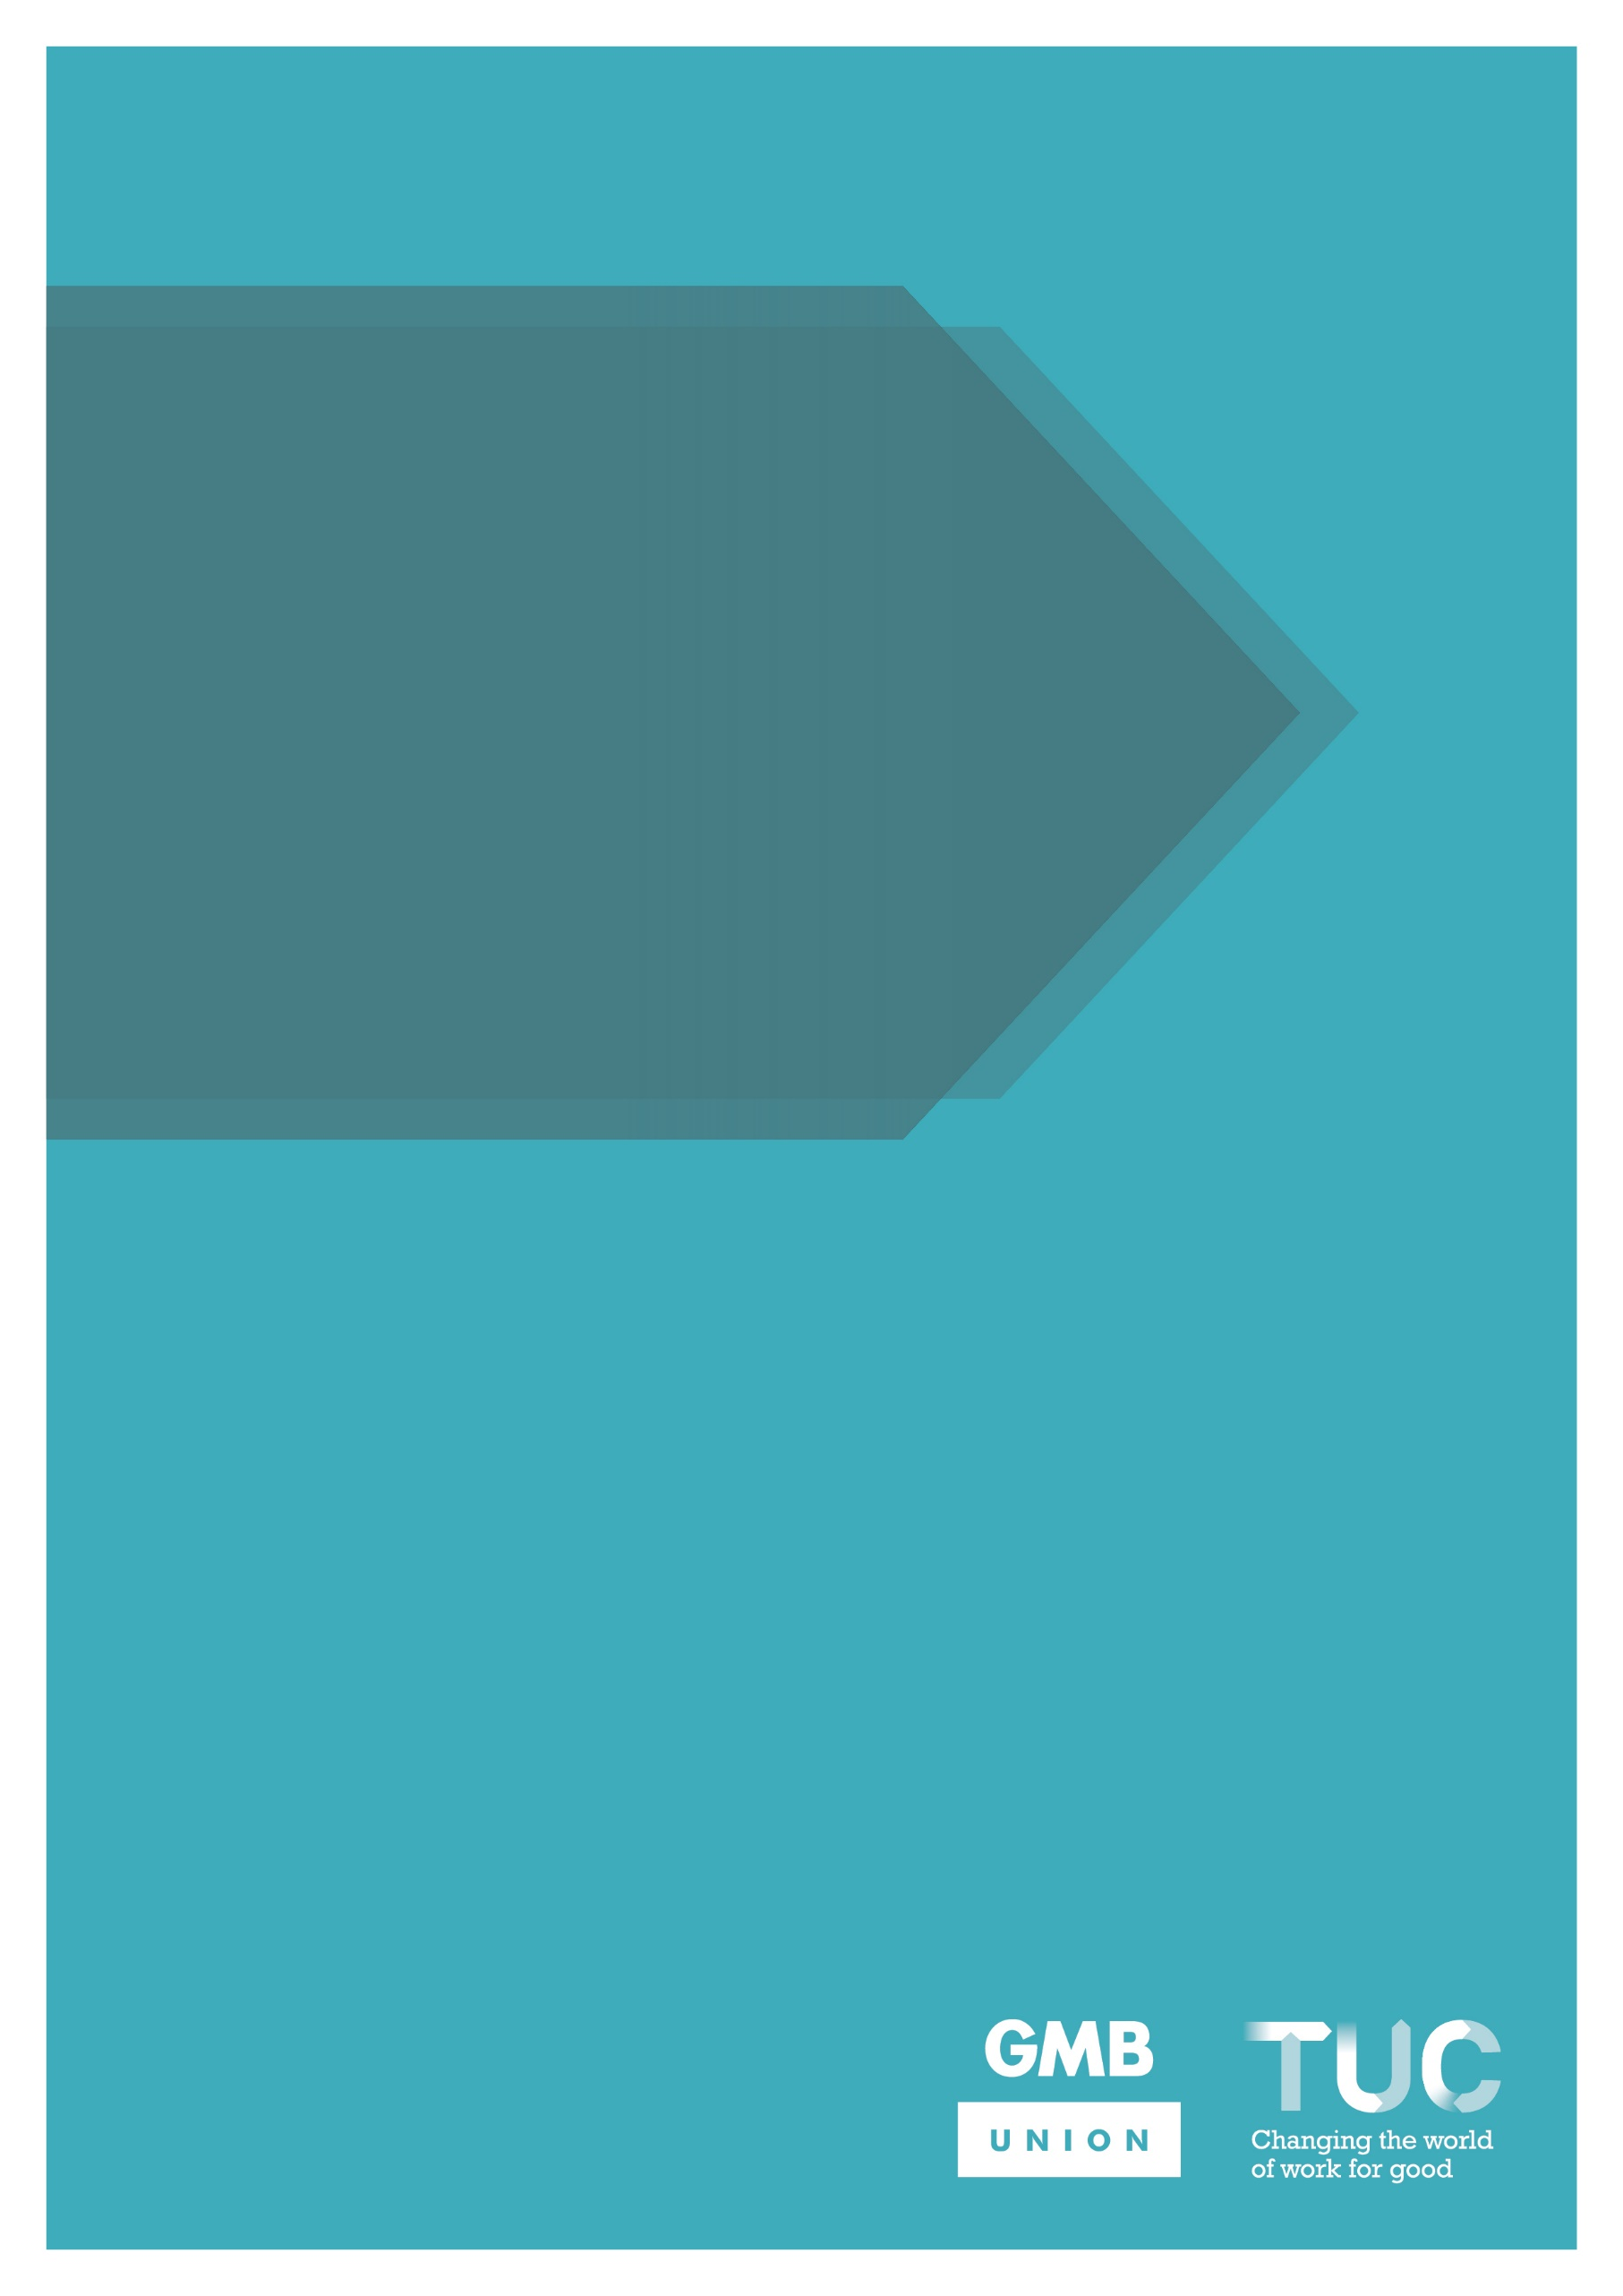 GMB
UNION
TUC
Changing the world
of work for good